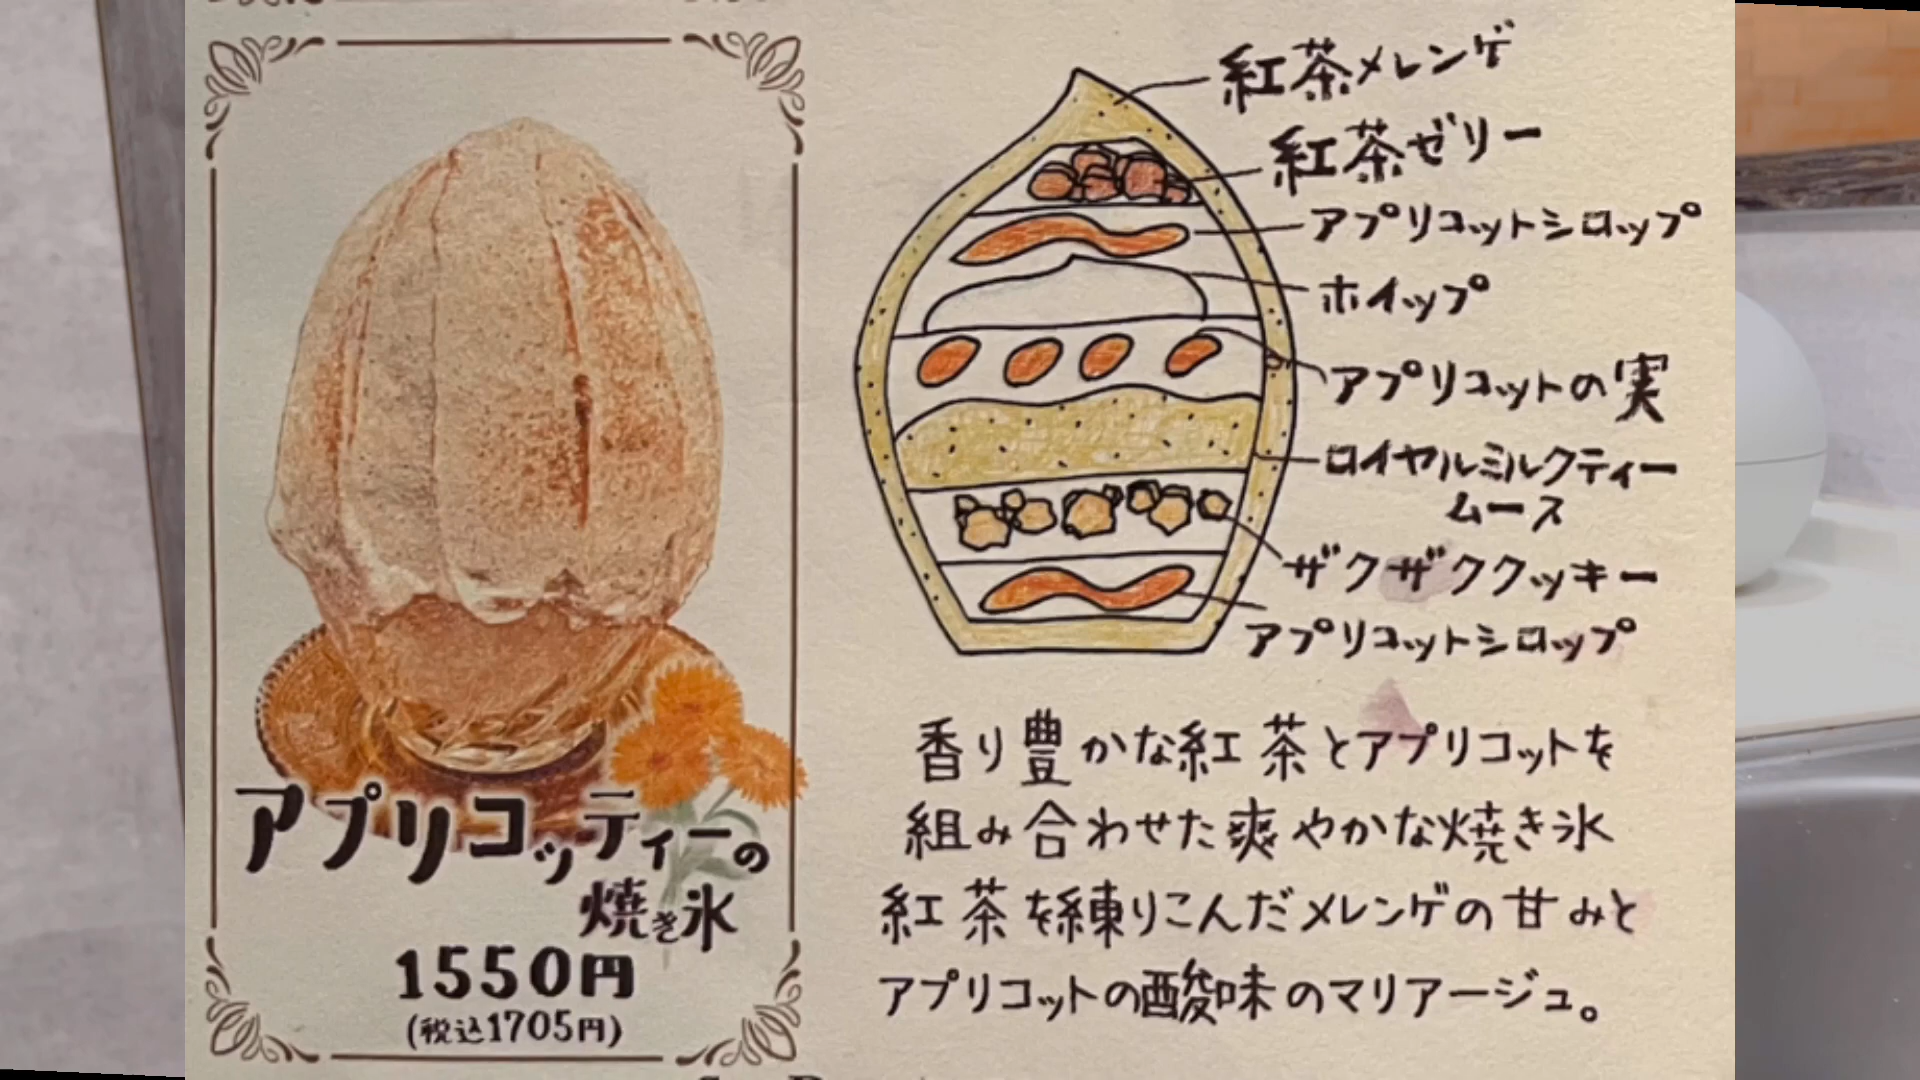 アプリコッティーの
焼き氷
1550円
(税込1705円)
紅茶メレンゲ
紅茶ゼリー
アプリコットシロップ
ホイップ
アプリコットの実
ロイヤルミルクティー
ムース
ザクザククッキー
アプリコットシロップ
香り豊かな紅茶とアプリコットを
組み合わせた爽やかな焼き氷
紅茶を練りこんだメレンゲの甘みと
アプリコットの酸味のマリアージュ。